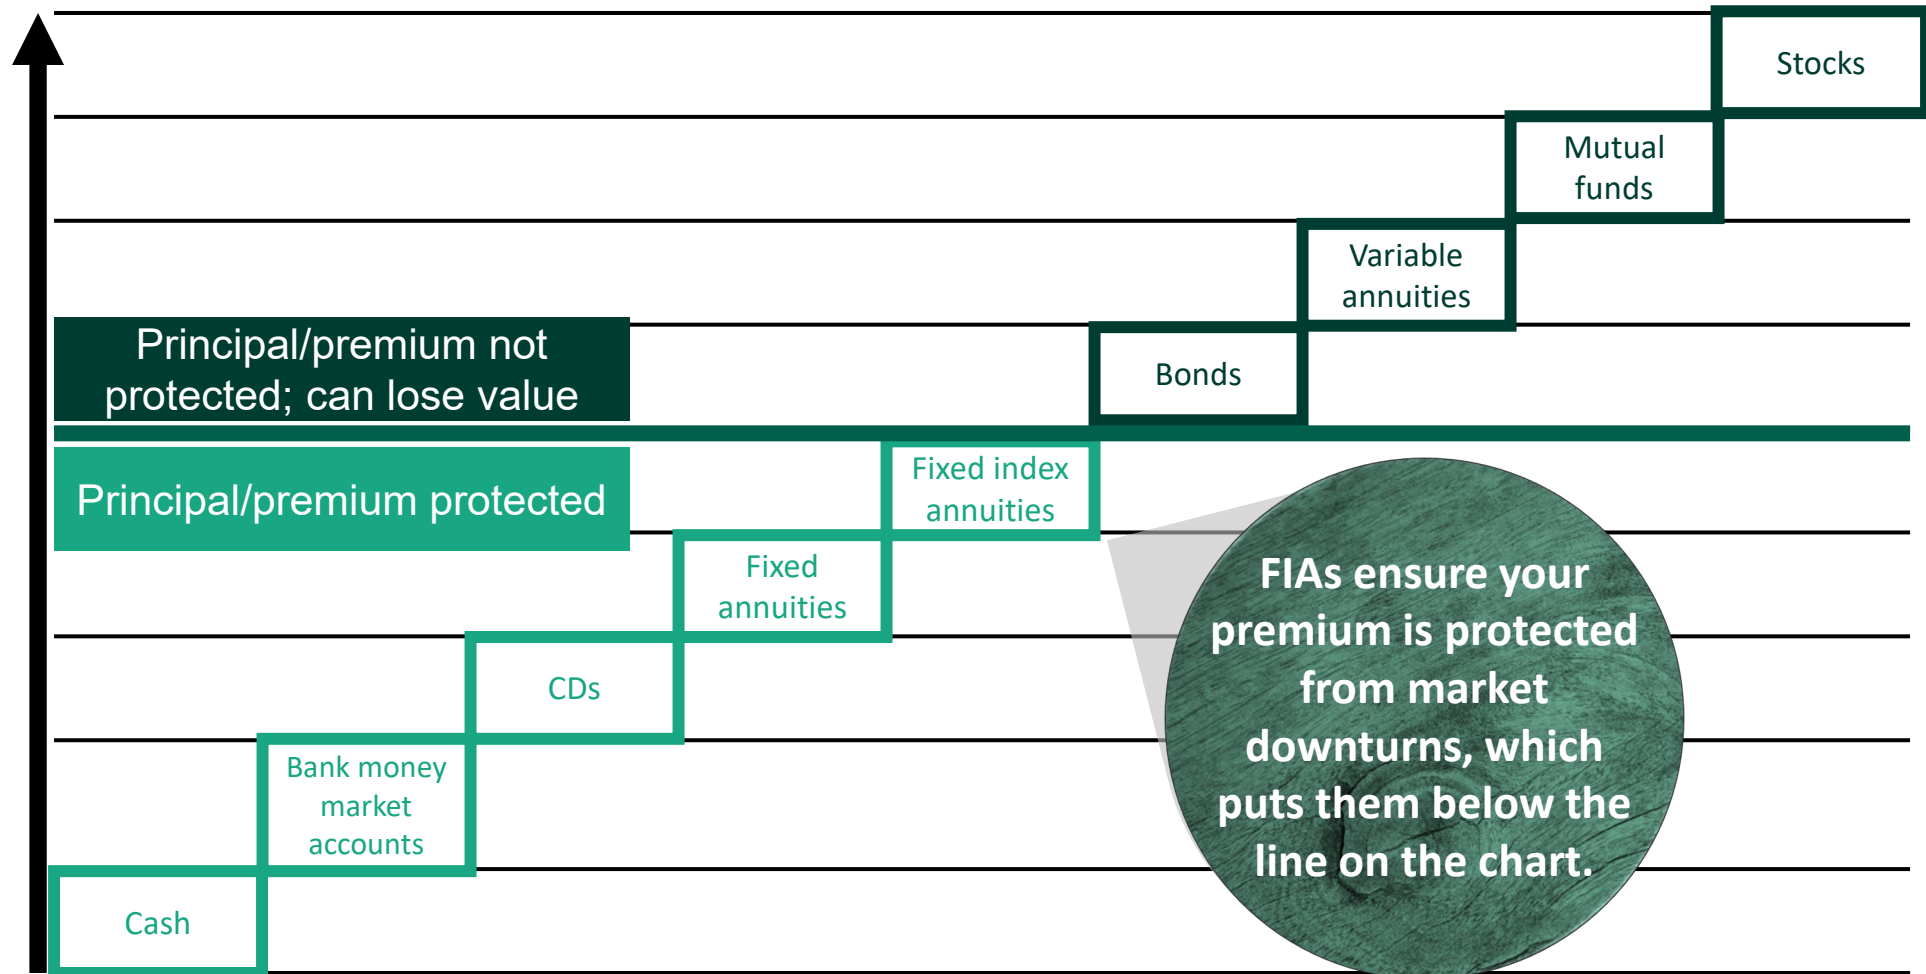 Stocks
Mutual
funds
Variable
annuities
Principal/premium not
protected; can lose value
Bonds
Principal/premium protected
Fixed index
annuities
Fixed
annuities
CDs
Bank money
market
accounts
Cash
FIAs ensure your
premium is protected
from market
downturns, which
puts them below the
line on the chart.